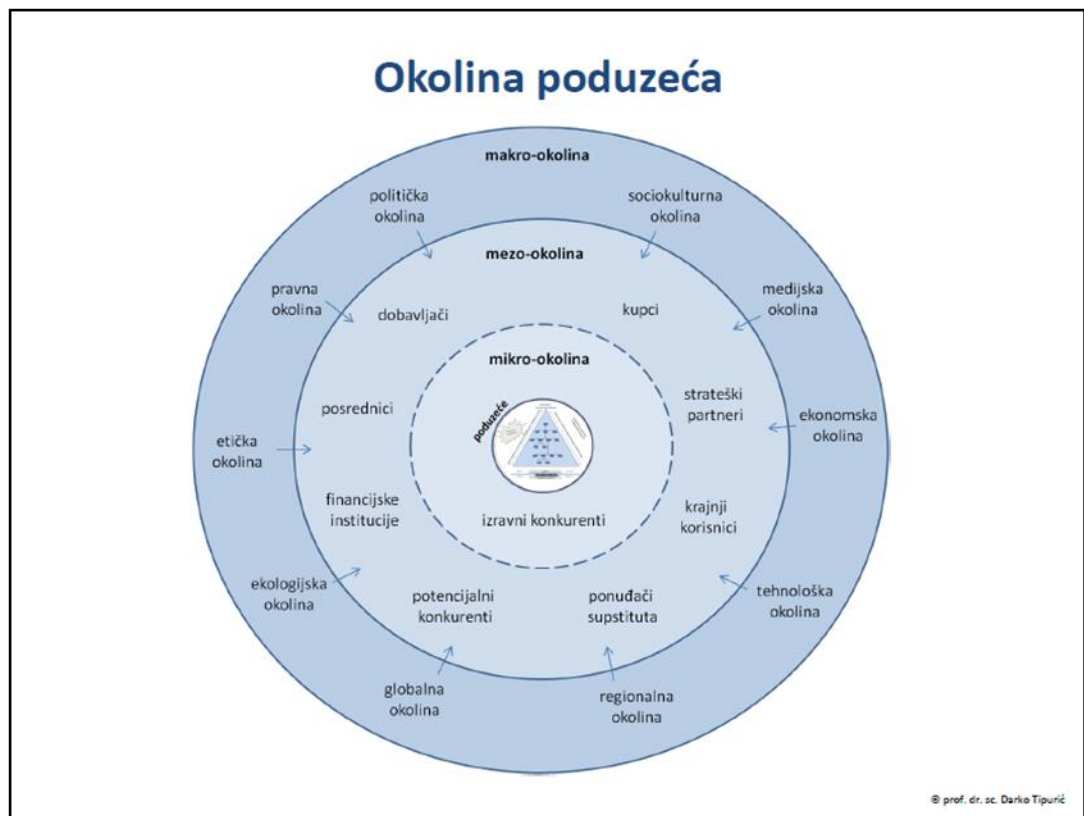 Okolina poduzeća
makro-okolina
politička
okolina
sociokulturna
okolina
mezo-okolina
pravna
okolina
medijska
okolina
dobavljači
kupci
mikro-okolina
posrednici
strateški
partneri
poduzeće
etička
okolina
ekonomska
okolina
financijske
institucije
izravni konkurenti
krajnji
korisnici
ekologijska
okolina
potencijalni
konkurenti
ponuđači
supstituta
tehnološka
okolina
globalna
okolina
regionalna
okolina
© prof. dr. sc. Darko Tipurić